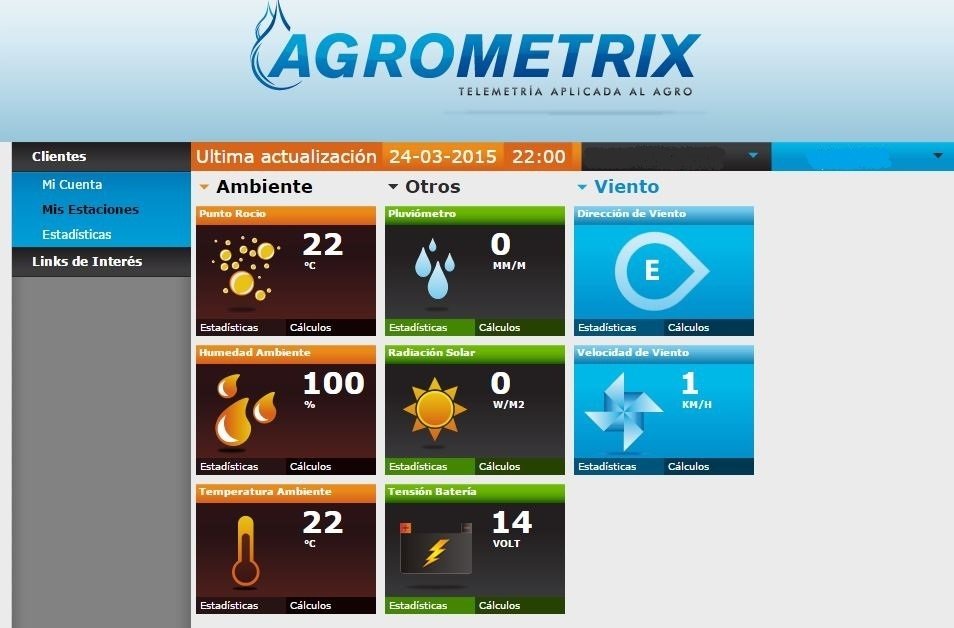 AGROMETRIX
TELEMETRÍA APLICADA AL AGRO
Clientes
Mi Cuenta
Mis Estaciones
Estadísticas
Links de Interés
Ultima actualización 24-03-2015 22:00
Ambiente
Punto Rocio
22
ºC
Estadísticas Cálculos
Humedad Ambiente
100
%
Estadísticas Cálculos
Temperatura Ambiente
22
ºC
Estadísticas Cálculos
Otros
Pluviómetro
0
MM/M
Estadísticas Cálculos
Radiación Solar
0
W/M2
Estadísticas Cálculos
Tensión Batería
14
VOLT
Estadísticas Cálculos
Viento
Dirección de Viento
E
Estadísticas Cálculos
Velocidad de Viento
1
KM/H
Estadísticas Cálculos